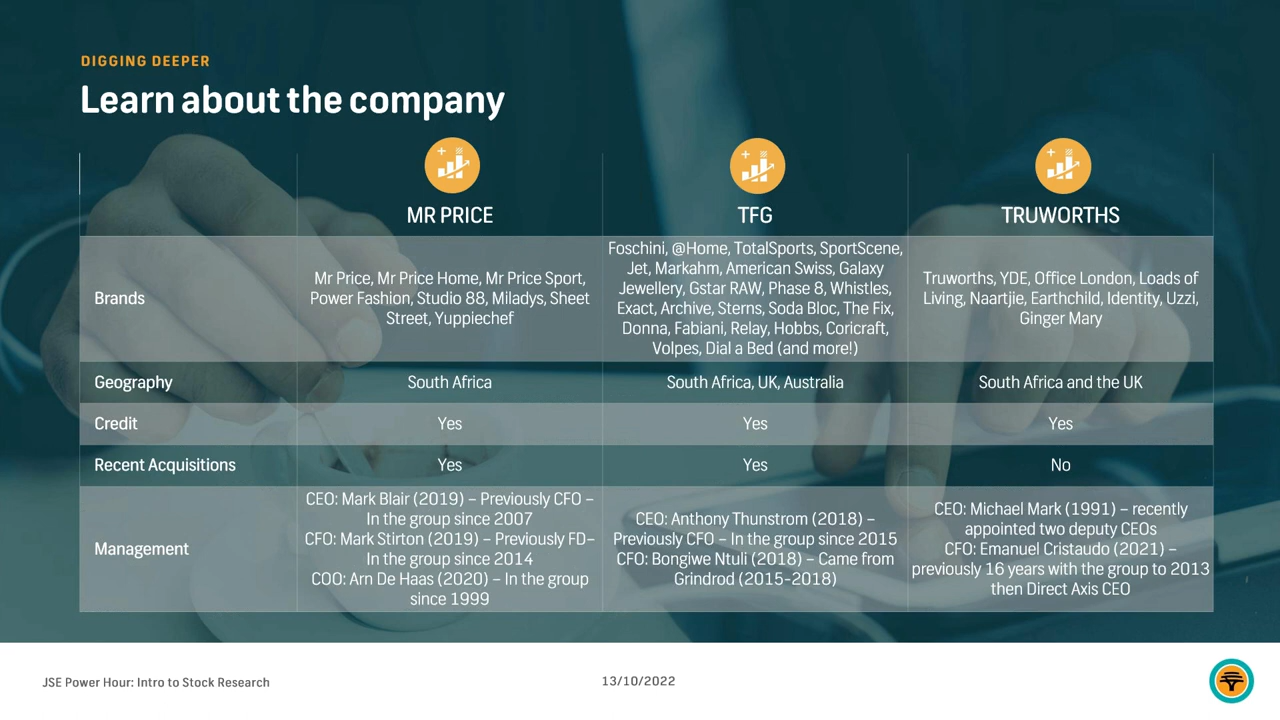 DIGGING DEEPER
Learn about the company
MR PRICE
TFG
TRUWORTHS
Brands
Mr Price, Mr Price Home, Mr Price Sport,
Power Fashion, Studio 88, Miladys, Sheet
Street, Yuppiechef
Foschini, @Home, TotalSports, SportScene,
Jet, Markahm, American Swiss, Galaxy
Jewellery, Gstar RAW, Phase 8, Whistles,
Exact, Archive, Sterns, Soda Bloc, The Fix,
Donna, Fabiani, Relay, Hobbs, Coricraft,
Volpes, Dial a Bed (and more!)
Truworths, YDE, Office London, Loads of
Living, Naartjie, Earthchild, Identity, Uzzi,
Ginger Mary
Geography
South Africa
South Africa, UK, Australia
South Africa and the UK
Credit
Yes
Yes
Yes
Recent Acquisitions
Yes
Yes
No
Management
CEO: Mark Blair (2019) – Previously CFO –
In the group since 2007
CFO: Mark Stirton (2019) – Previously FD–
In the group since 2014
COO: Arn De Haas (2020) – In the group
since 1999
CEO: Anthony Thunstrom (2018) –
Previously CFO – In the group since 2015
CFO: Bongiwe Ntuli (2018) – Came from
Grindrod (2015-2018)
CEO: Michael Mark (1991) – recently
appointed two deputy CEOs
CFO: Emanuel Cristaudo (2021) –
previously 16 years with the group to 2013
then Direct Axis CEO
JSE Power Hour: Intro to Stock Research
13/10/2022